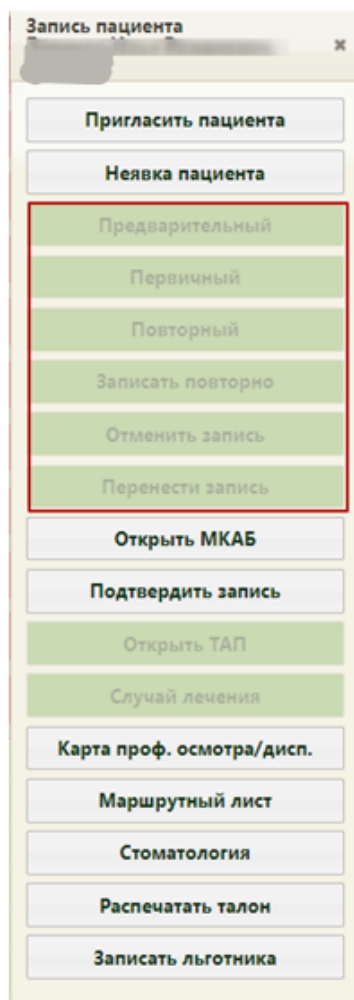 Запись пациента
Пригласить пациента
Неявка пациента
Предварительный
Первичный
Повторный
Записать повторно
Отменить запись
Перенести запись
Открыть МКАБ
Подтвердить запись
Открыть ТАП
Случай лечения
Карта проф. осмотра/дисп.
Маршрутный лист
Стоматология
Распечатать талон
Записать льготника